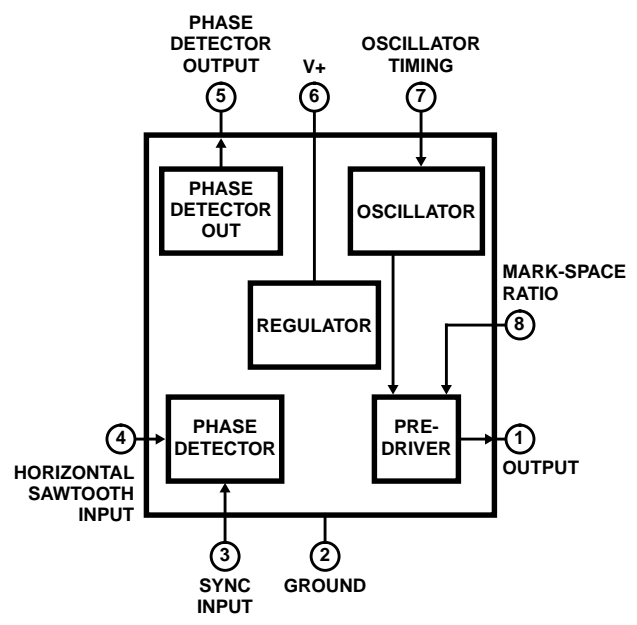 PHASE
DETECTOR
OUTPUT
5
V+
6
OSCILLATOR
TIMING
7
PHASE
DETECTOR
OUT
OSCILLATOR
REGULATOR
MARK-SPACE
RATIO
8
4
HORIZONTAL
SAWTOOTH
INPUT
PHASE
DETECTOR
PRE-
DRIVER
1
OUTPUT
3
SYNC
INPUT
2
GROUND